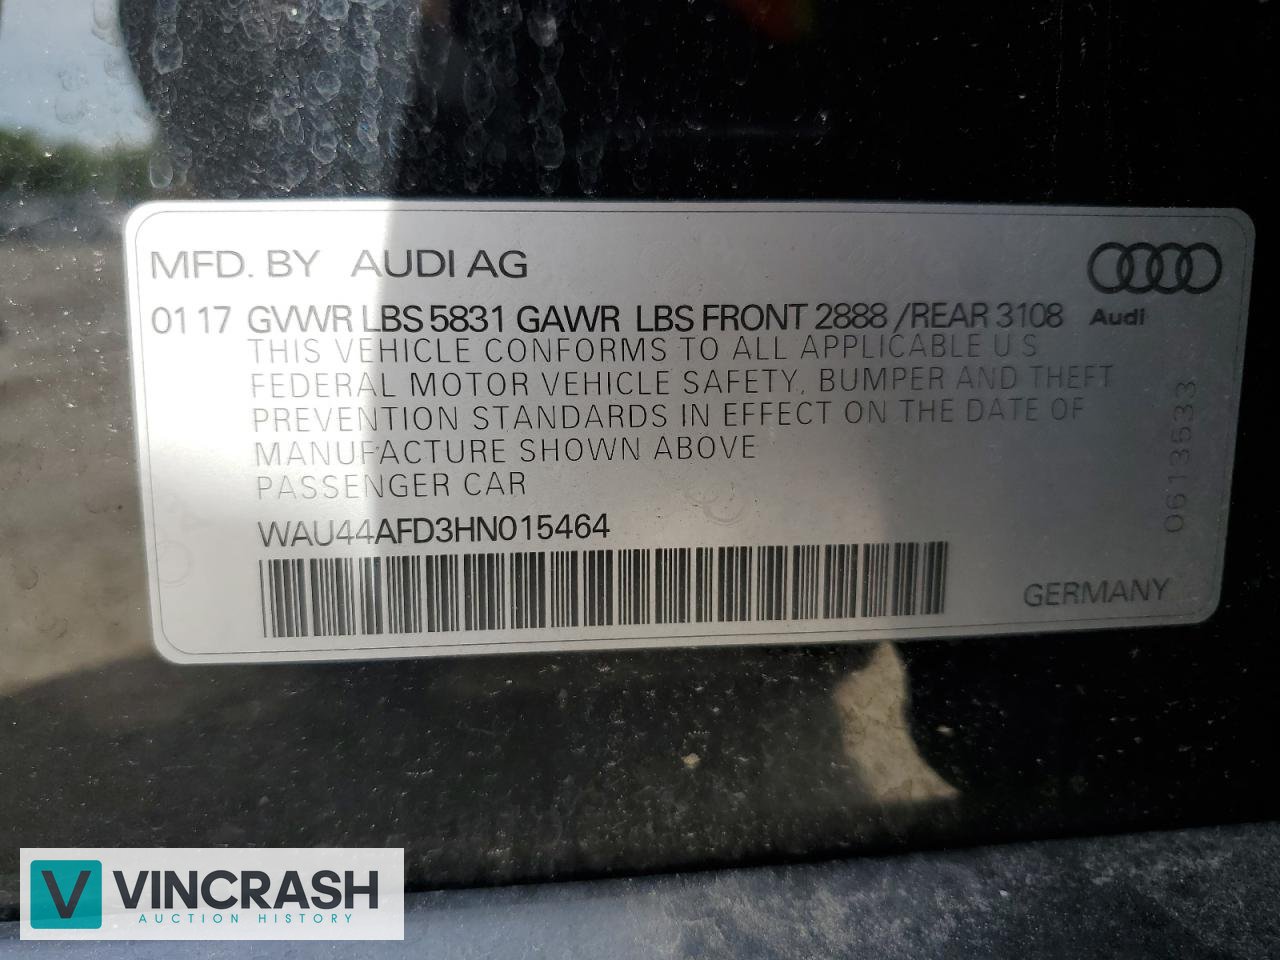 MFD. BY AUDI AG
0117 GVWR LBS 5831 GAWR LBS FRONT 2888 /REAR 3108
Audi
THIS VEHICLE CONFORMS TO ALL APPLICABLE U S
FEDERAL MOTOR VEHICLE SAFETY, BUMPER AND THEFT
PREVENTION STANDARDS IN EFFECT ON THE DATE OF
MANUFACTURE SHOWN ABOVE
PASSENGER CAR
WAU44AFD3HN015464
GERMANY
0613533
V VINCRASH
AUCTION HISTORY